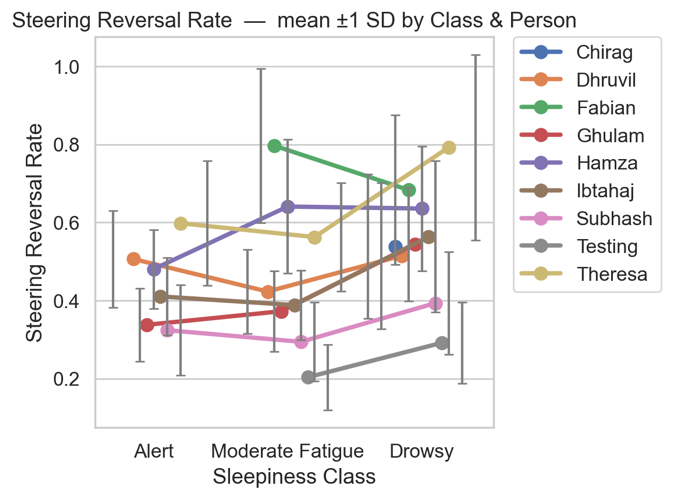 Steering Reversal Rate — mean ±1 SD by Class & Person
Steering Reversal Rate
1.0
0.8
0.6
0.4
0.2
Alert
Moderate Fatigue
Drowsy
Sleepiness Class
Chirag
Dhruvil
Fabian
Ghulam
Hamza
Ibtahaj
Subhash
Testing
Theresa